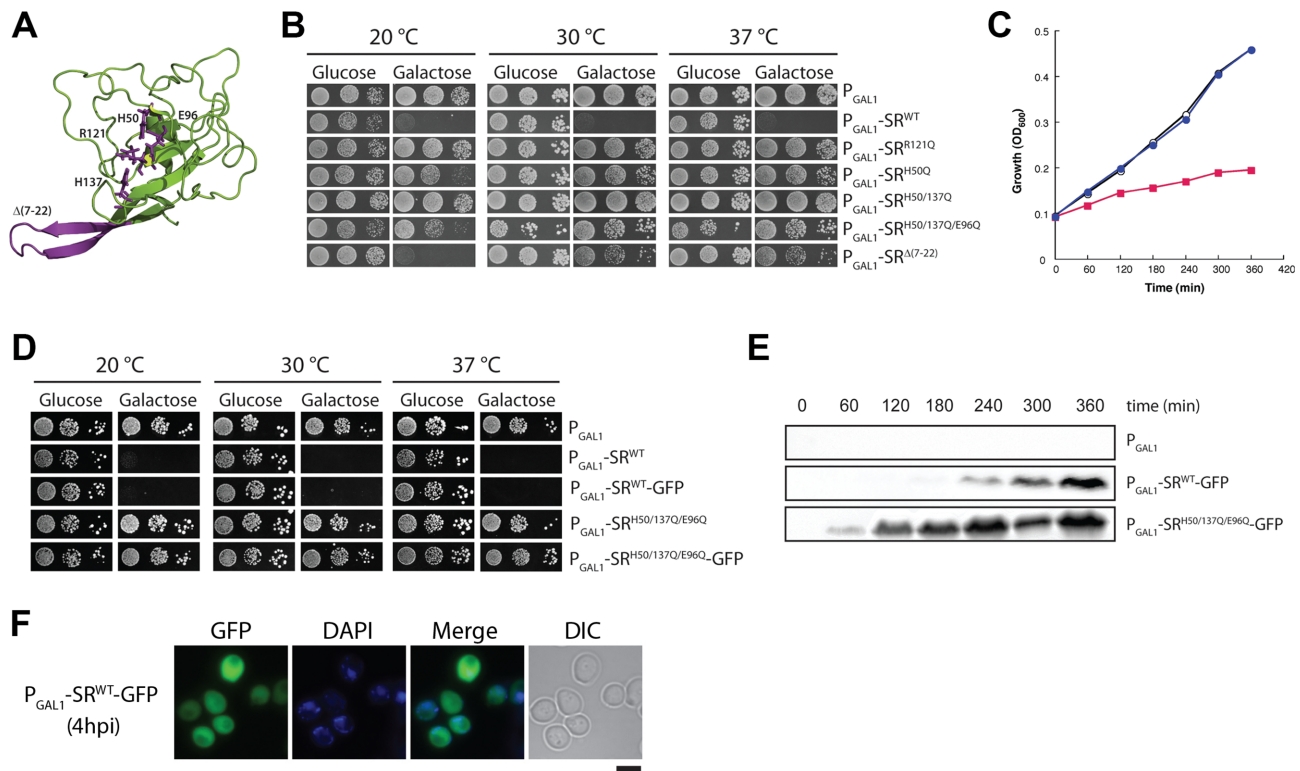 A
H50
E96
R121
H137
Δ(7-22)
B
20 °C 30 °C 37 °C
Glucose Galactose Glucose Galactose Glucose Galactose
PGAL1
PGAL1-SRWT
PGAL1-SRR121Q
PGAL1-SRH50Q
PGAL1-SRH50/137Q
PGAL1-SRH50/137Q/E96Q
PGAL1-SRΔ(7-22)
C
Growth (OD600)
0.5
0.4
0.3
0.2
0.1
0
0 60 120 180 240 300 360 420
Time (min)
D
20 °C 30 °C 37 °C
Glucose Galactose Glucose Galactose Glucose Galactose
PGAL1
PGAL1-SRWT
PGAL1-SRWT-GFP
PGAL1-SRH50/137Q/E96Q
PGAL1-SRH50/137Q/E96Q-GFP
E
0 60 120 180 240 300 360 time (min)
PGAL1
PGAL1-SRWT-GFP
PGAL1-SRH50/137Q/E96Q-GFP
F
GFP DAPI Merge DIC
PGAL1-SRWT-GFP
(4hpi)